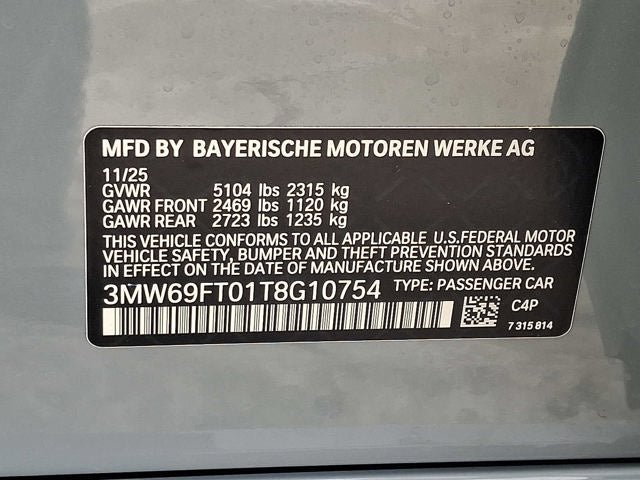 MFD BY BAYERISCHE MOTOREN WERKE AG
11/25
GVWR 5104 lbs 2315 kg
GAWR FRONT 2469 lbs 1120 kg
GAWR REAR 2723 lbs 1235 kg
THIS VEHICLE CONFORMS TO ALL APPLICABLE U.S.FEDERAL MOTOR
VEHICLE SAFETY, BUMPER AND THEFT PREVENTION STANDARDS
IN EFFECT ON THE DATE OF MANUFACTURE SHOWN ABOVE.
3MW69FT01T8G10754 TYPE: PASSENGER CAR
C4P
7 315 814